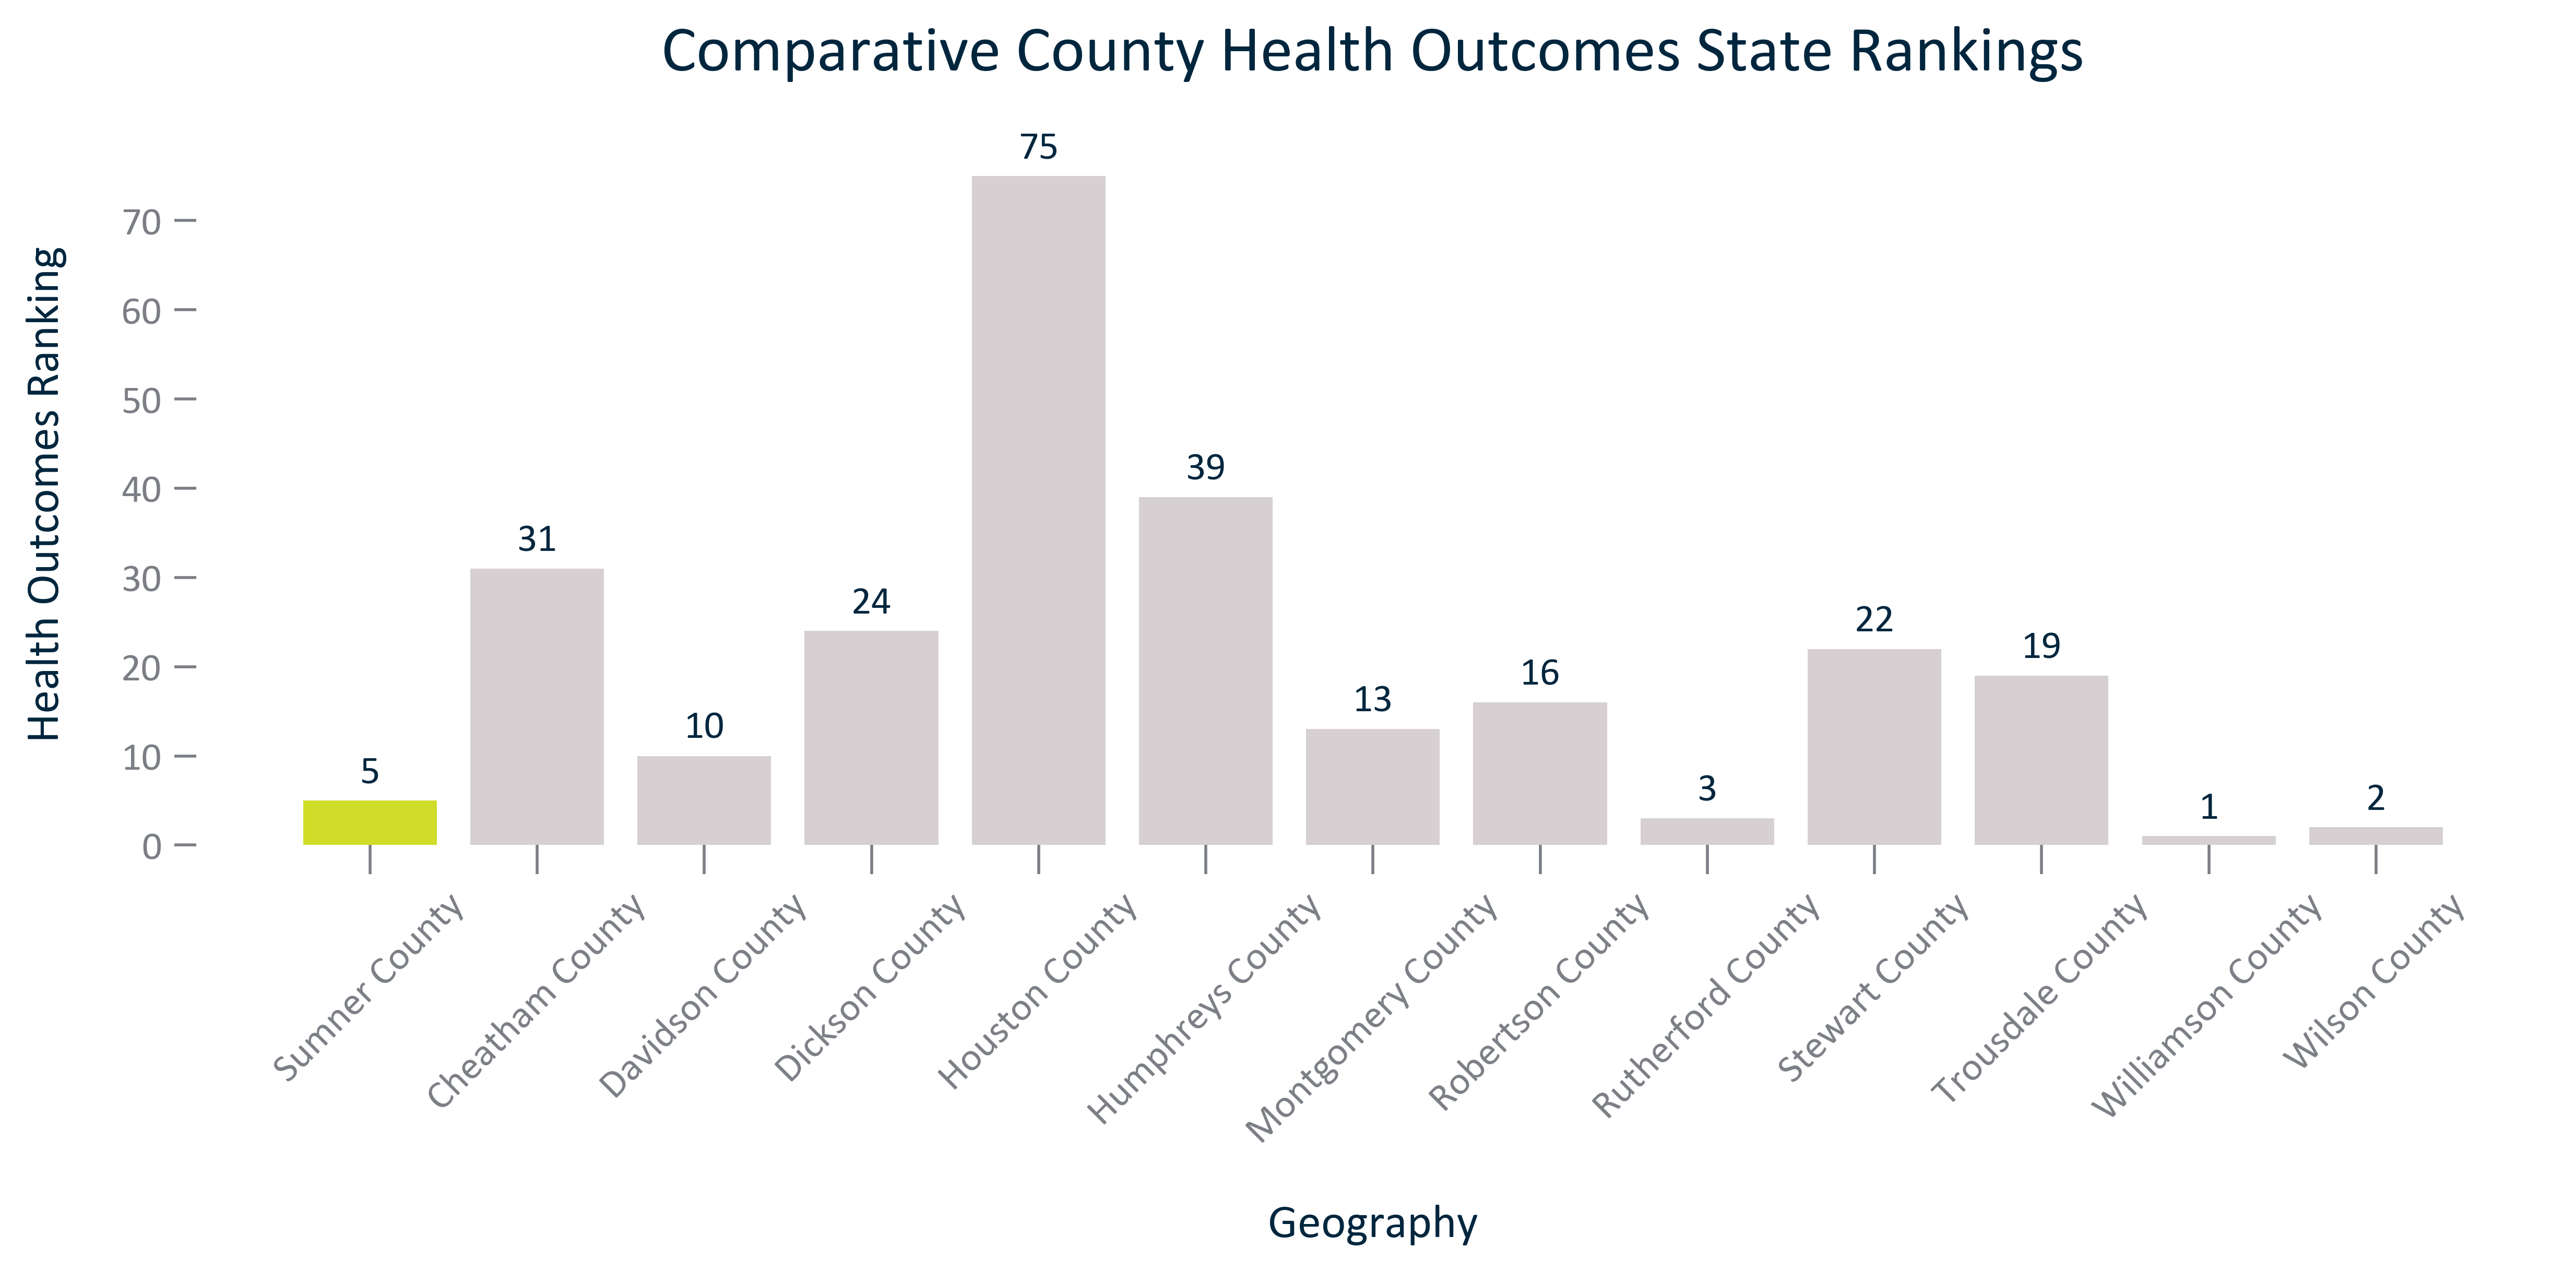 Comparative County Health Outcomes State Rankings
Health Outcomes Ranking
70
60
50
40
30
20
10
0
5
31
10
24
75
39
13
16
3
22
19
1
2
Sumner County
Cheatham County
Davidson County
Dickson County
Houston County
Humphreys County
Montgomery County
Robertson County
Rutherford County
Stewart County
Trousdale County
Williamson County
Wilson County
Geography